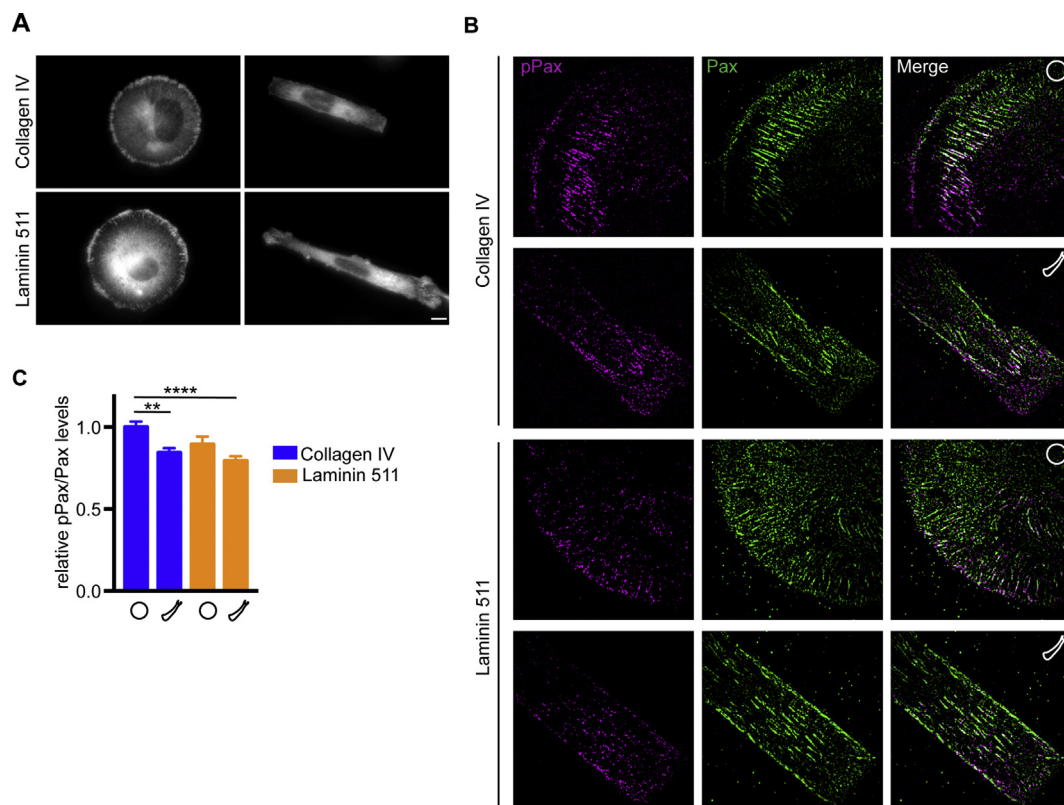 A
Collagen IV
Laminin 511
B
pPax
Pax
Merge
Collagen IV
Laminin 511
C
relative pPax/Pax levels
1.0
0.5
0.0
****
**
Collagen IV
Laminin 511